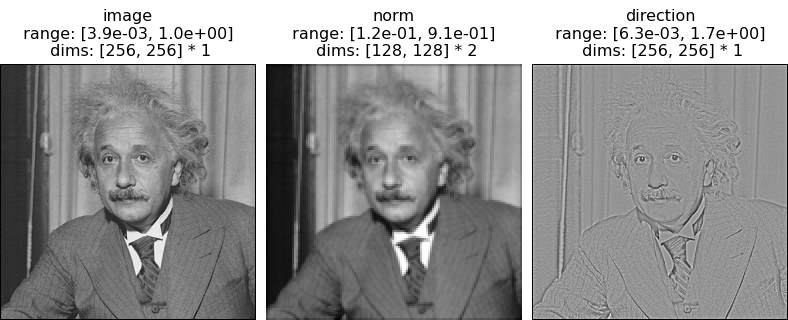 image
range: [3.9e-03, 1.0e+00]
dims: [256, 256] * 1
norm
range: [1.2e-01, 9.1e-01]
dims: [128, 128] * 2
direction
range: [6.3e-03, 1.7e+00]
dims: [256, 256] * 1